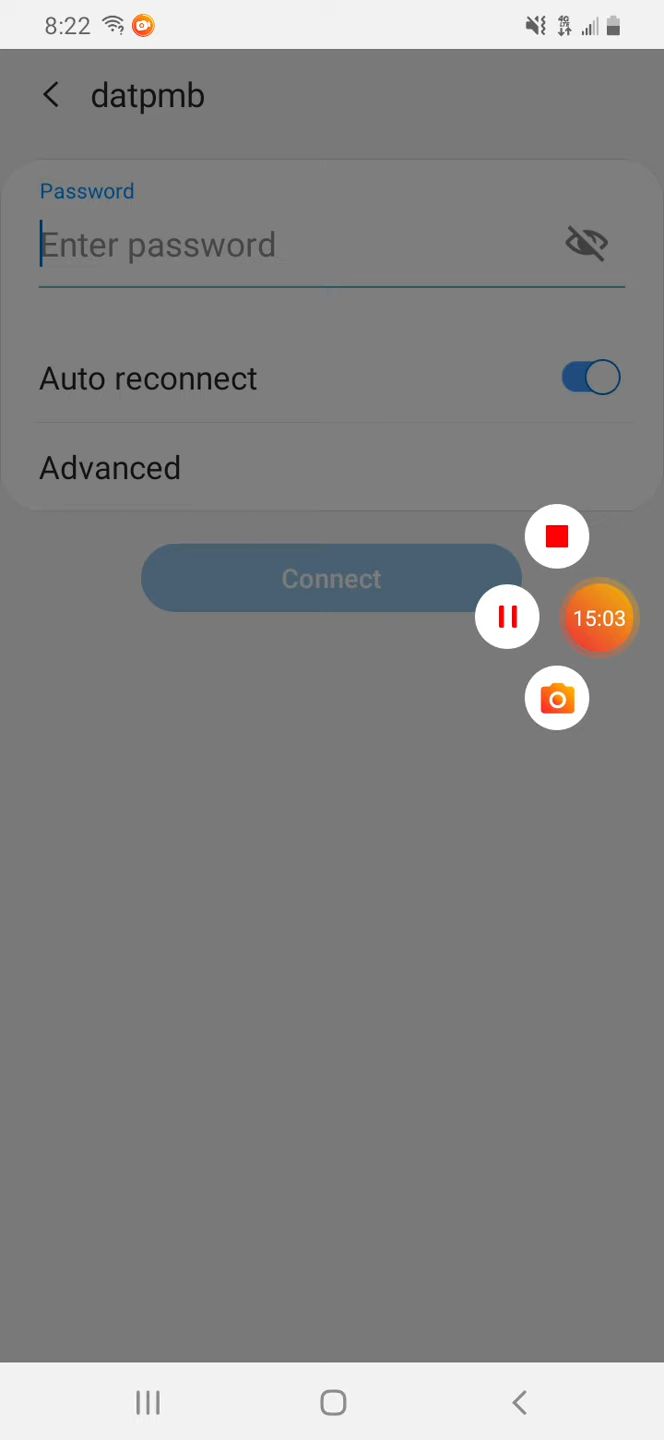 8:22
datpmb
Password
Enter password
Auto reconnect
Advanced
Connect
15:03